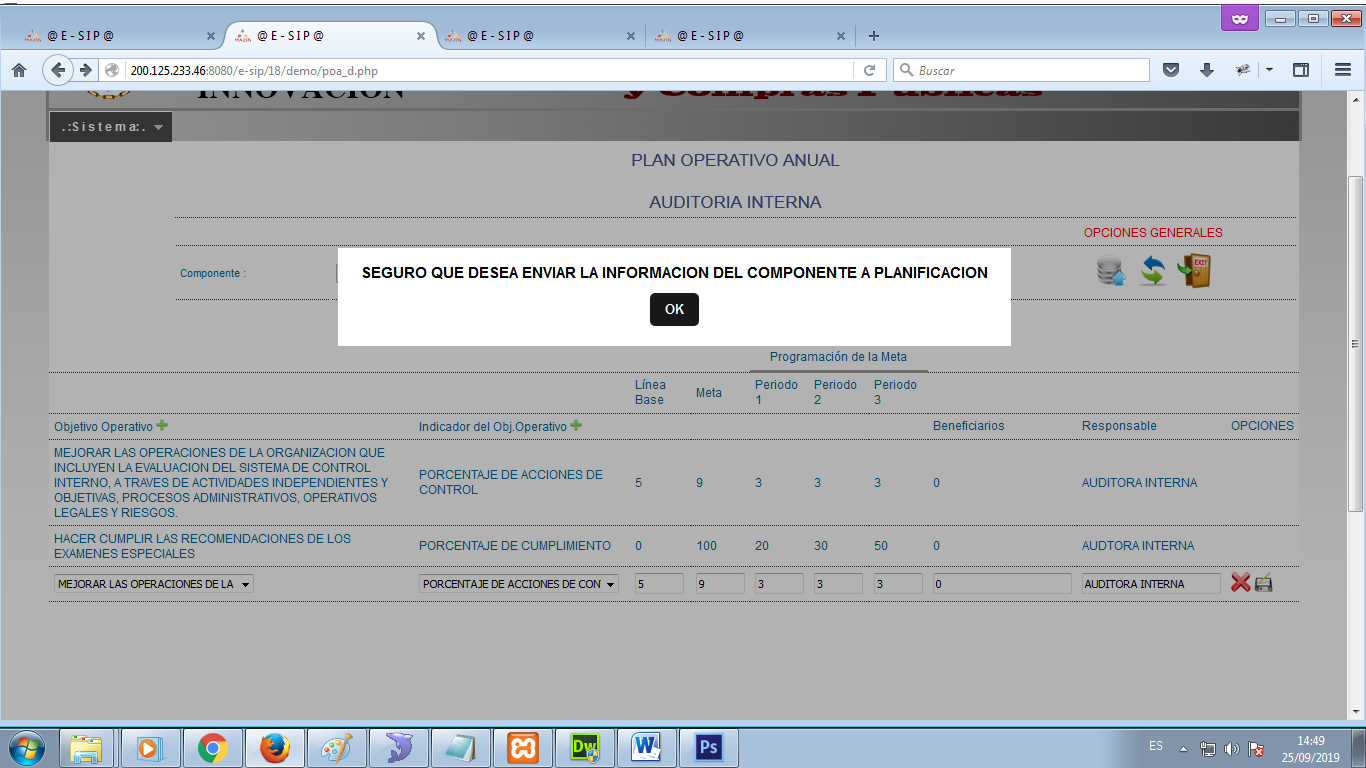 @ E - S I P @
@ E - S I P @
@ E - S I P @
@ E - S I P @
200.125.233.46:8080/e-sip/18/demo/poa_d.php
Buscar
INNOVACION
y Compras Públicas
.:Sistema:.
PLAN OPERATIVO ANUAL
AUDITORIA INTERNA
OPCIONES GENERALES
Componente :
EXIT
SEGURO QUE DESEA ENVIAR LA INFORMACION DEL COMPONENTE A PLANIFICACION
OK
Programación de la Meta
Línea Base Meta Periodo 1 Periodo 2 Periodo 3
Objetivo Operativo Indicador del Obj.Operativo Beneficiarios Responsable OPCIONES
MEJORAR LAS OPERACIONES DE LA ORGANIZACION QUE
INCLUYEN LA EVALUACION DEL SISTEMA DE CONTROL
INTERNO, A TRAVES DE ACTIVIDADES INDEPENDIENTES Y
OBJETIVAS, PROCESOS ADMINISTRATIVOS, OPERATIVOS
LEGALES Y RIESGOS.
PORCENTAJE DE ACCIONES DE
CONTROL
5 9 3 3 3 0 AUDITORA INTERNA
HACER CUMPLIR LAS RECOMENDACIONES DE LOS
EXAMENES ESPECIALES
PORCENTAJE DE CUMPLIMIENTO 0 100 20 30 50 0 AUDTORA INTERNA
MEJORAR LAS OPERACIONES DE LA PORCENTAJE DE ACCIONES DE CON 5 9 3 3 3 0 AUDITORA INTERNA
Dw
W
Ps
ES
14:49
25/09/2019